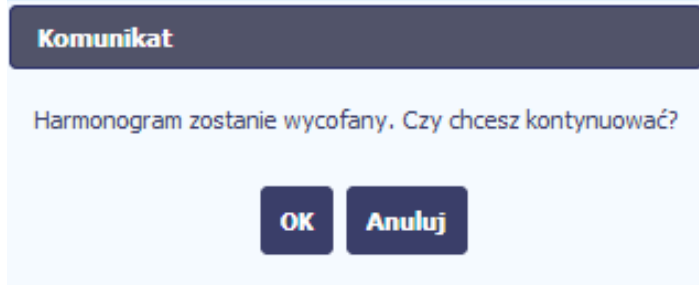 Komunikat
Harmonogram zostanie wycofany. Czy chcesz kontynuować?
OK Anuluj